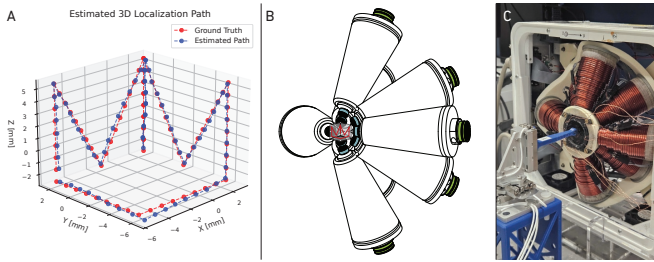 A
Estimated 3D Localization Path
Ground Truth
Estimated Path
5
4
3
2
1
0
−1
−2
Z [mm]
2
0
−2
−4
−6
Y [mm]
−6
−4
−2
0
2
X [mm]
B
C